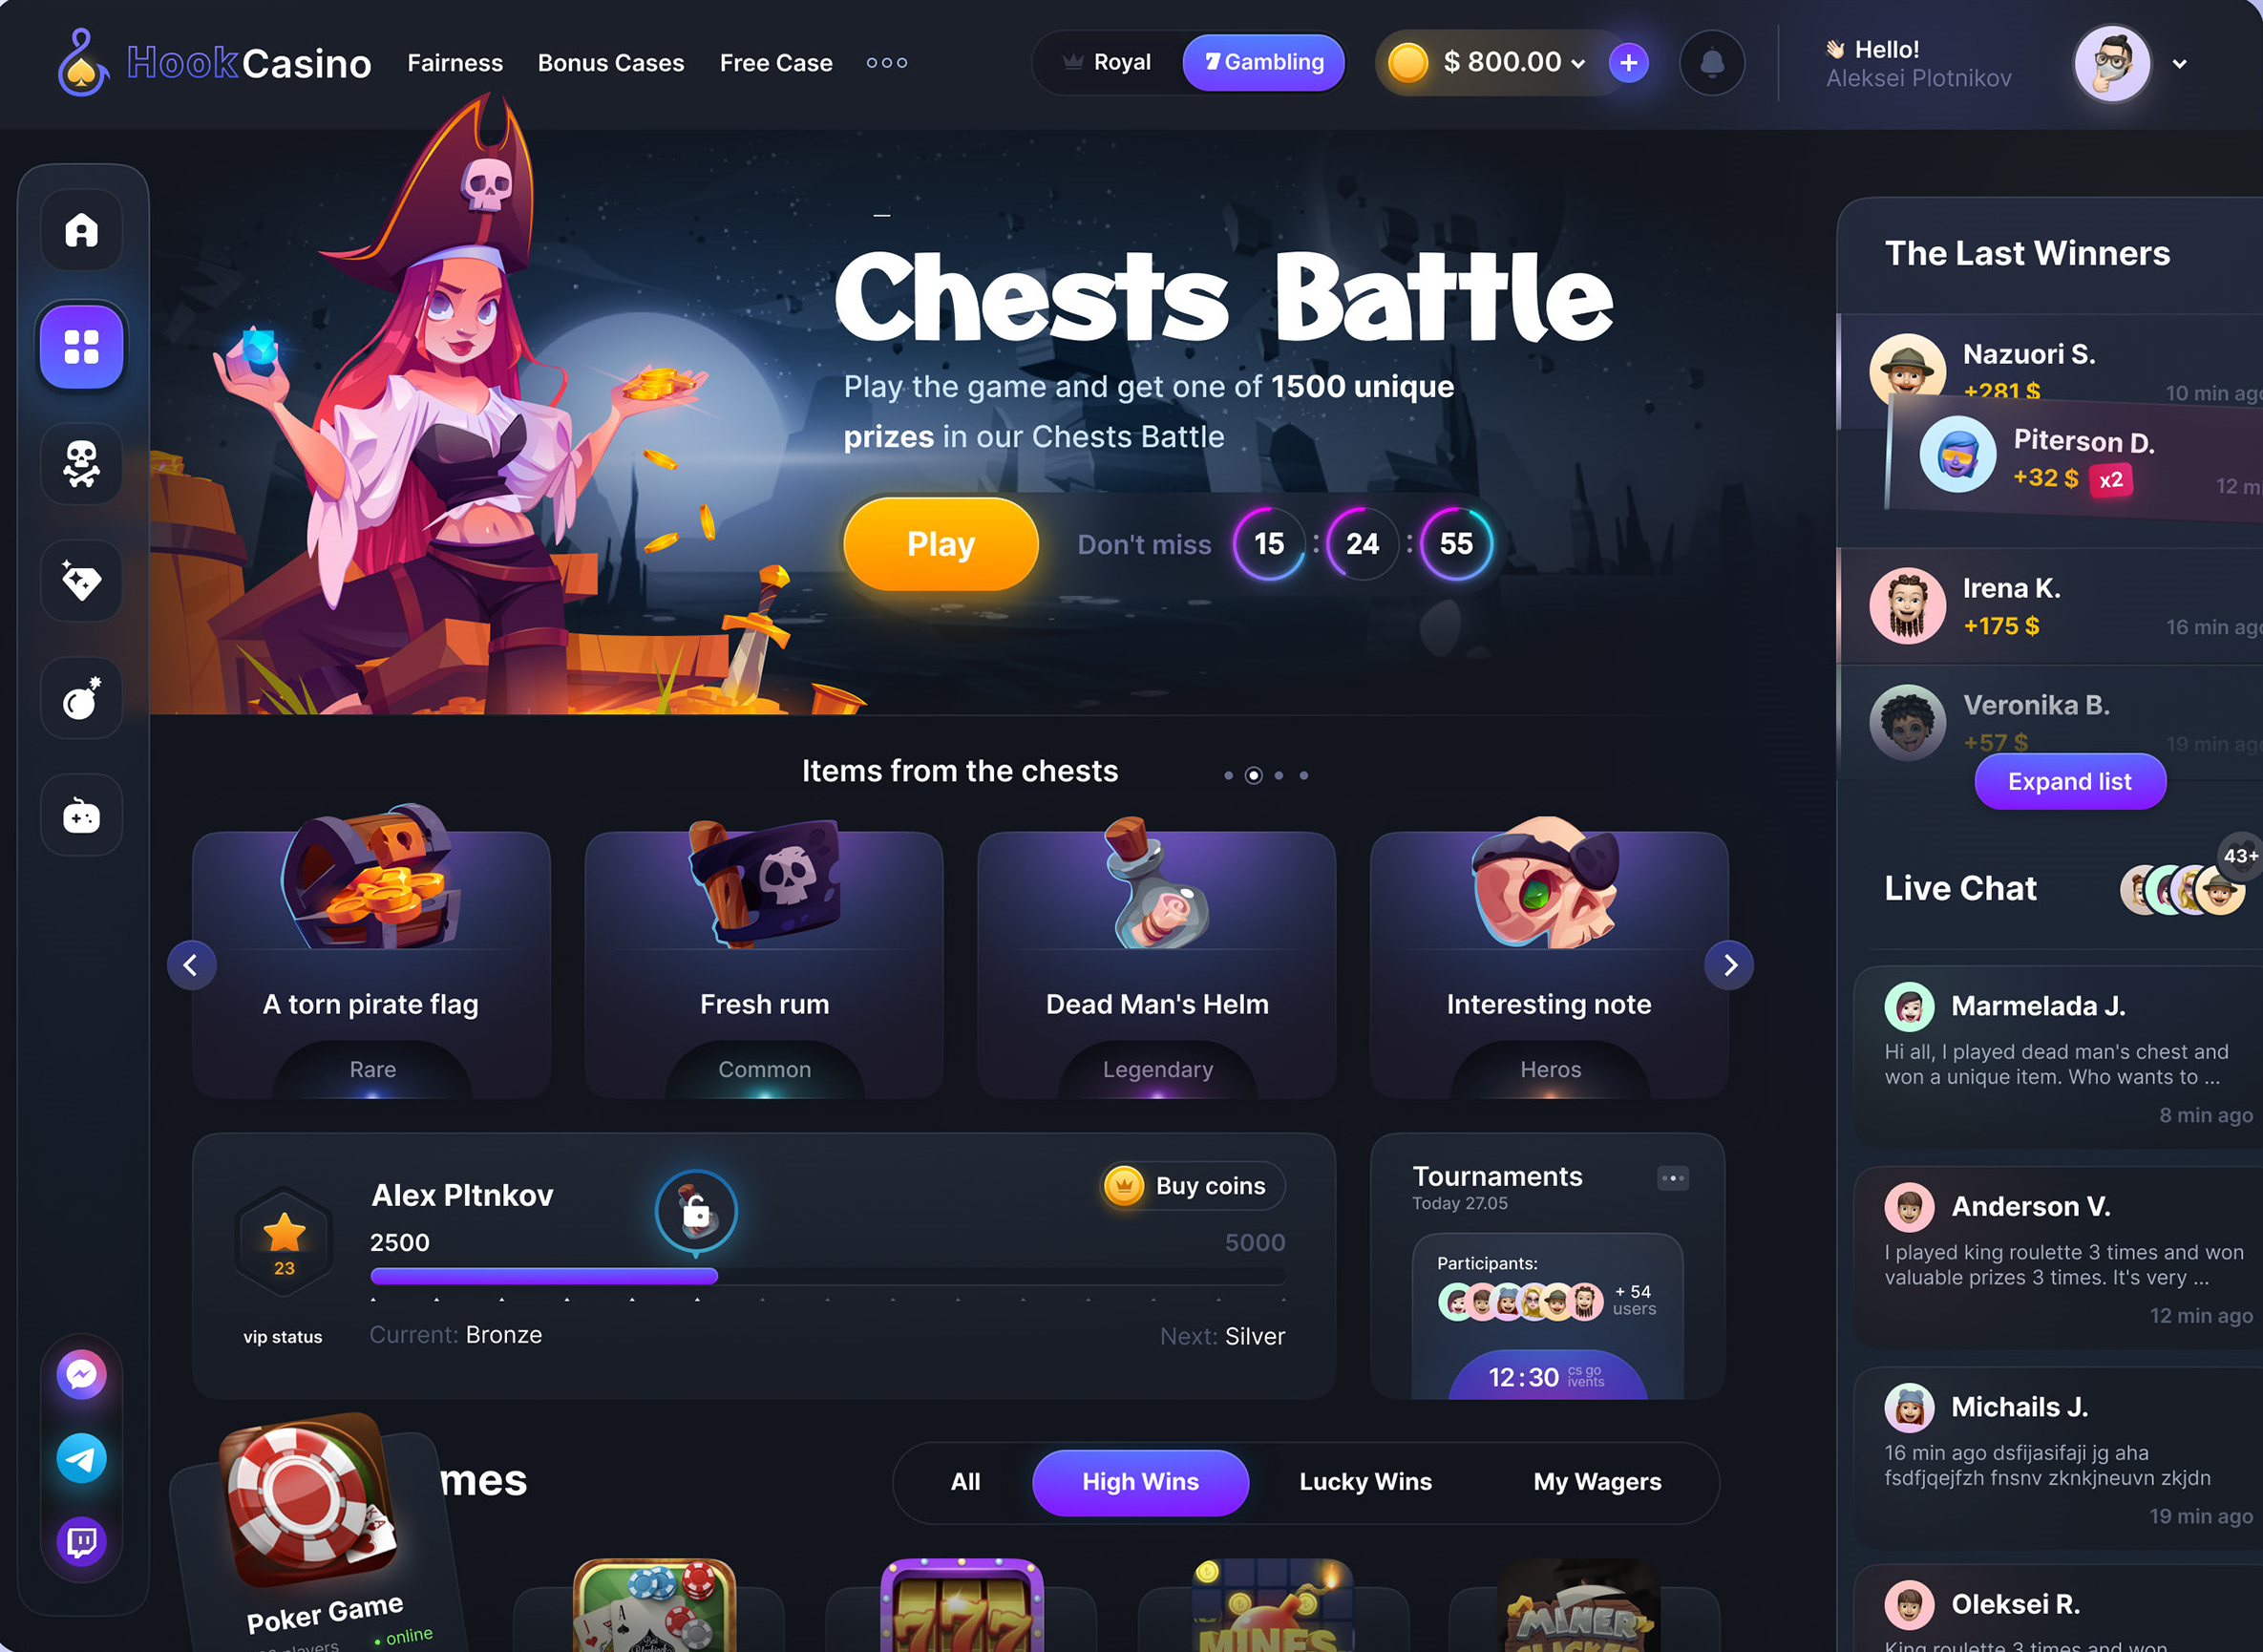 HookCasino
Fairness
Bonus Cases
Free Case
Royal
7Gambling
$ 800.00
Hello!
Aleksei Plotnikov
Chests Battle
Play the game and get one of 1500 unique
prizes in our Chests Battle
Play
Don't miss
15 : 24 : 55
The Last Winners
Nazuori S.
+281 $
10 min ago
Piterson D.
+32 $ x2
12 m
Irena K.
+175 $
16 min ago
Veronika B.
+57 $
19 min ago
Expand list
Items from the chests
A torn pirate flag
Rare
Fresh rum
Common
Dead Man's Helm
Legendary
Interesting note
Heros
Live Chat
43+
Marmelada J.
Hi all, I played dead man's chest and
won a unique item. Who wants to ...
8 min ago
Anderson V.
I played king roulette 3 times and won
valuable prizes 3 times. It's very ...
12 min ago
Michails J.
16 min ago dsfijasifaji jg aha
fsdfjqejfzh fnsnv zknkjneuvn zkjdn
19 min ago
Oleksei R.
King roulette 3 times and won
23
vip status
Alex Pltnkov
Buy coins
2500
5000
Current: Bronze
Next: Silver
Tournaments
Today 27.05
Participants:
+ 54
users
12:30
cs go
ivents
mes
All
High Wins
Lucky Wins
My Wagers
Poker Game
players
• online
A
777
MINES
MINER
CLICKER